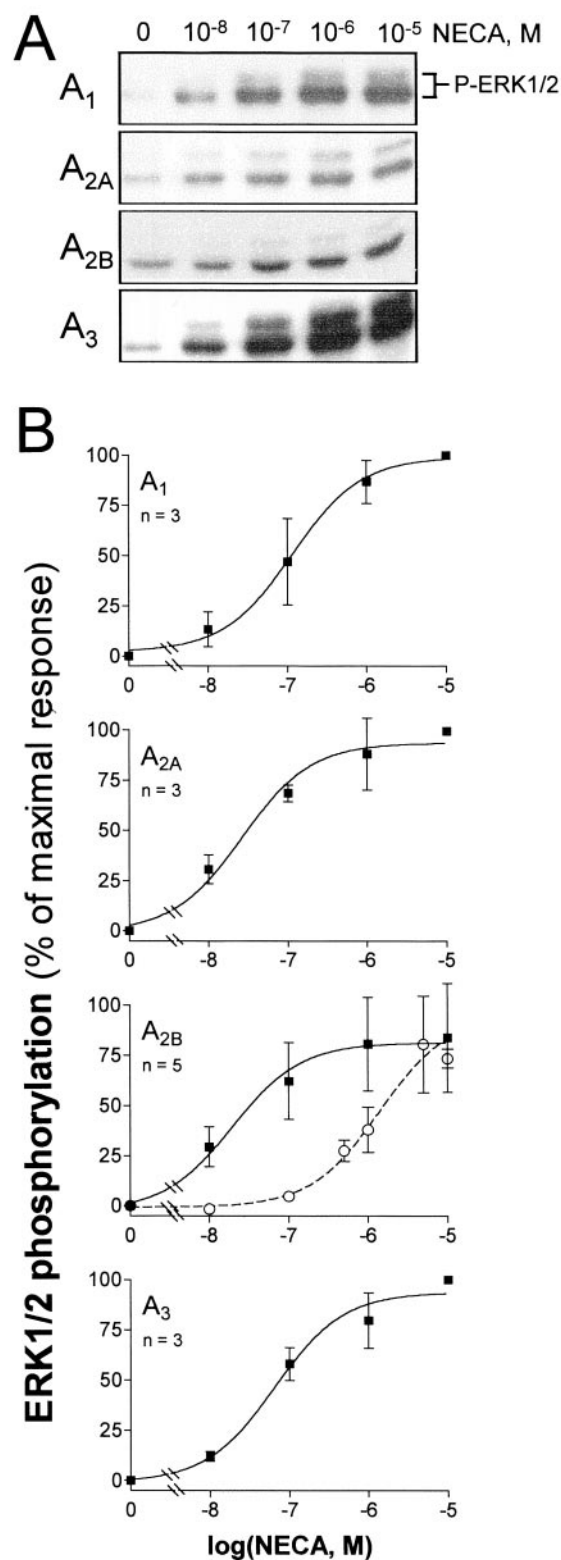 A
0 10⁻⁸ 10⁻⁷ 10⁻⁶ 10⁻⁵ NECA, M
A₁
P-ERK1/2
A₂A
A₂B
A₃
B
ERK1/2 phosphorylation (% of maximal response)
100
A₁
n = 3
75
50
25
0
0 -8 -7 -6 -5
100
A₂A
n = 3
75
50
25
0
0 -8 -7 -6 -5
100
A₂B
n = 5
75
50
25
0
0 -8 -7 -6 -5
100
A₃
n = 3
75
50
25
0
0 -8 -7 -6 -5
log(NECA, M)